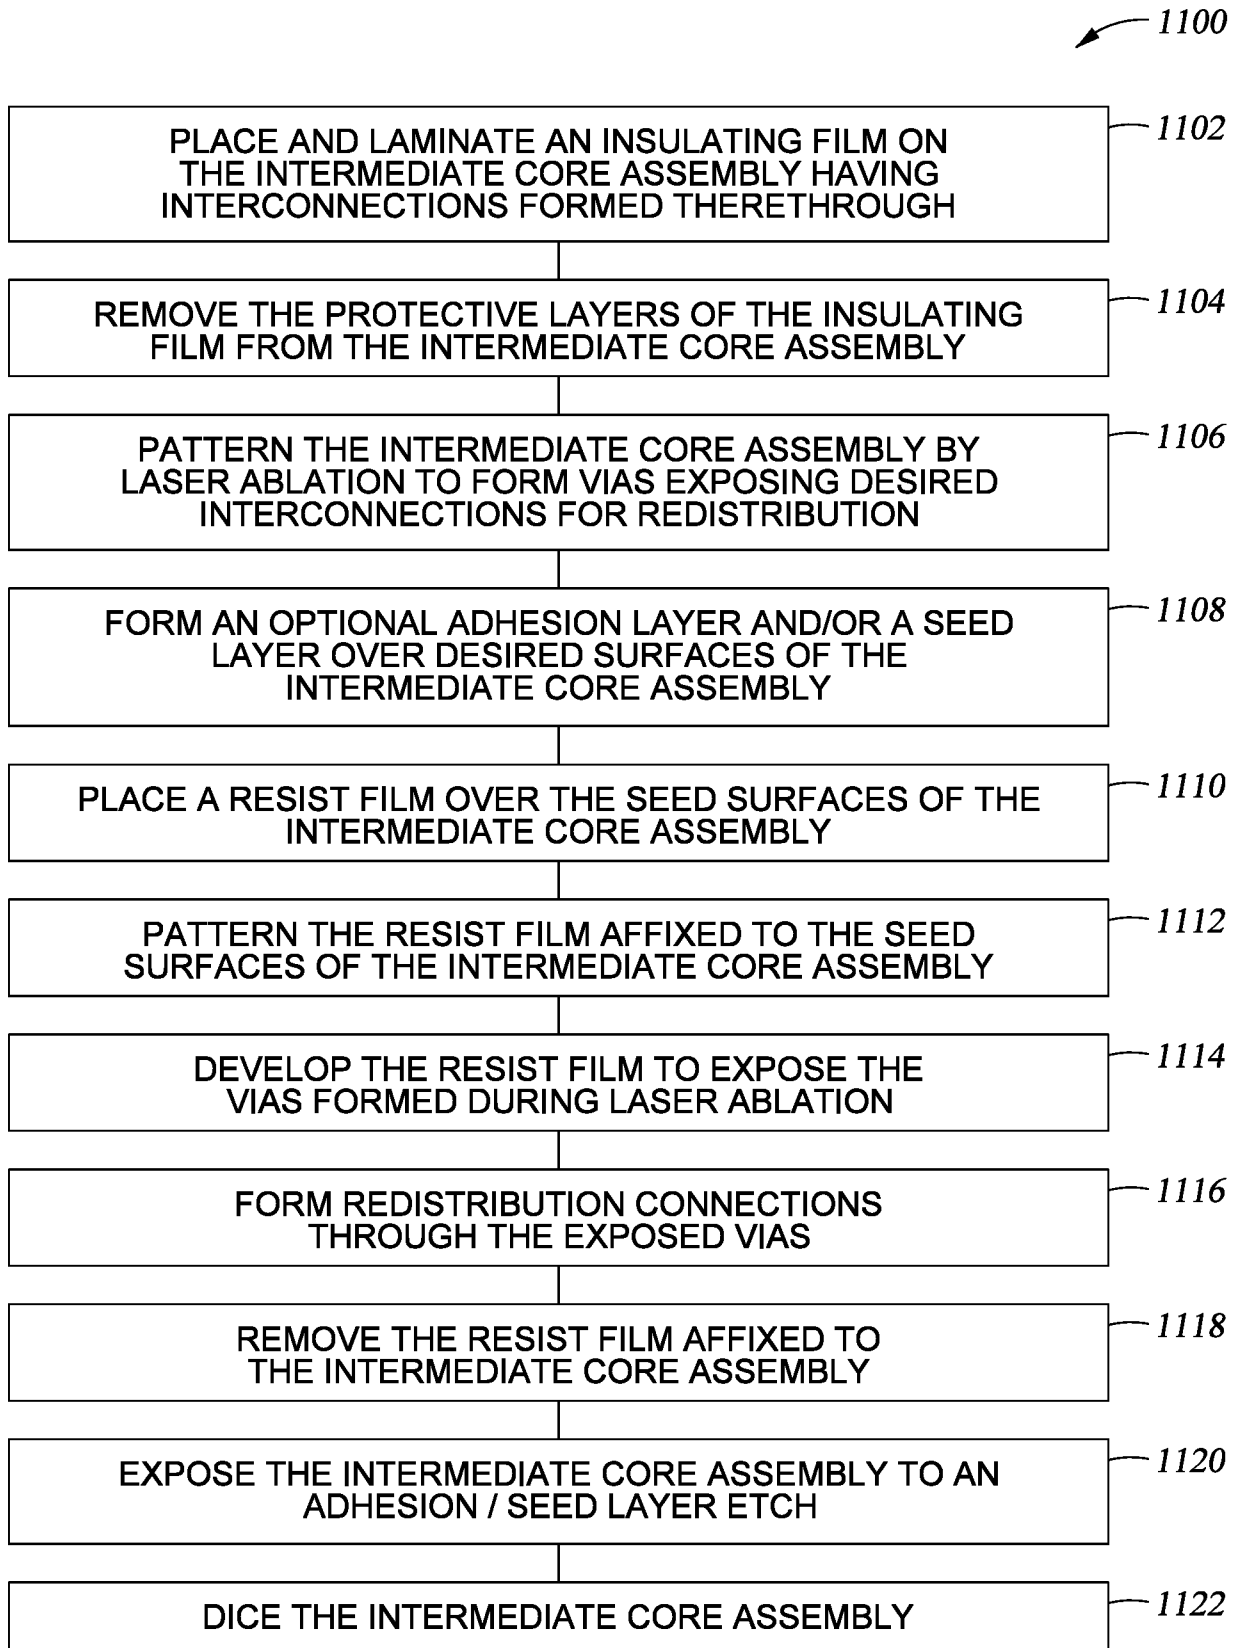 1100
PLACE AND LAMINATE AN INSULATING FILM ON
THE INTERMEDIATE CORE ASSEMBLY HAVING
INTERCONNECTIONS FORMED THERETHROUGH
1102
REMOVE THE PROTECTIVE LAYERS OF THE INSULATING
FILM FROM THE INTERMEDIATE CORE ASSEMBLY
1104
PATTERN THE INTERMEDIATE CORE ASSEMBLY BY
LASER ABLATION TO FORM VIAS EXPOSING DESIRED
INTERCONNECTIONS FOR REDISTRIBUTION
1106
FORM AN OPTIONAL ADHESION LAYER AND/OR A SEED
LAYER OVER DESIRED SURFACES OF THE
INTERMEDIATE CORE ASSEMBLY
1108
PLACE A RESIST FILM OVER THE SEED SURFACES OF THE
INTERMEDIATE CORE ASSEMBLY
1110
PATTERN THE RESIST FILM AFFIXED TO THE SEED
SURFACES OF THE INTERMEDIATE CORE ASSEMBLY
1112
DEVELOP THE RESIST FILM TO EXPOSE THE
VIAS FORMED DURING LASER ABLATION
1114
FORM REDISTRIBUTION CONNECTIONS
THROUGH THE EXPOSED VIAS
1116
REMOVE THE RESIST FILM AFFIXED TO
THE INTERMEDIATE CORE ASSEMBLY
1118
EXPOSE THE INTERMEDIATE CORE ASSEMBLY TO AN
ADHESION / SEED LAYER ETCH
1120
DICE THE INTERMEDIATE CORE ASSEMBLY
1122